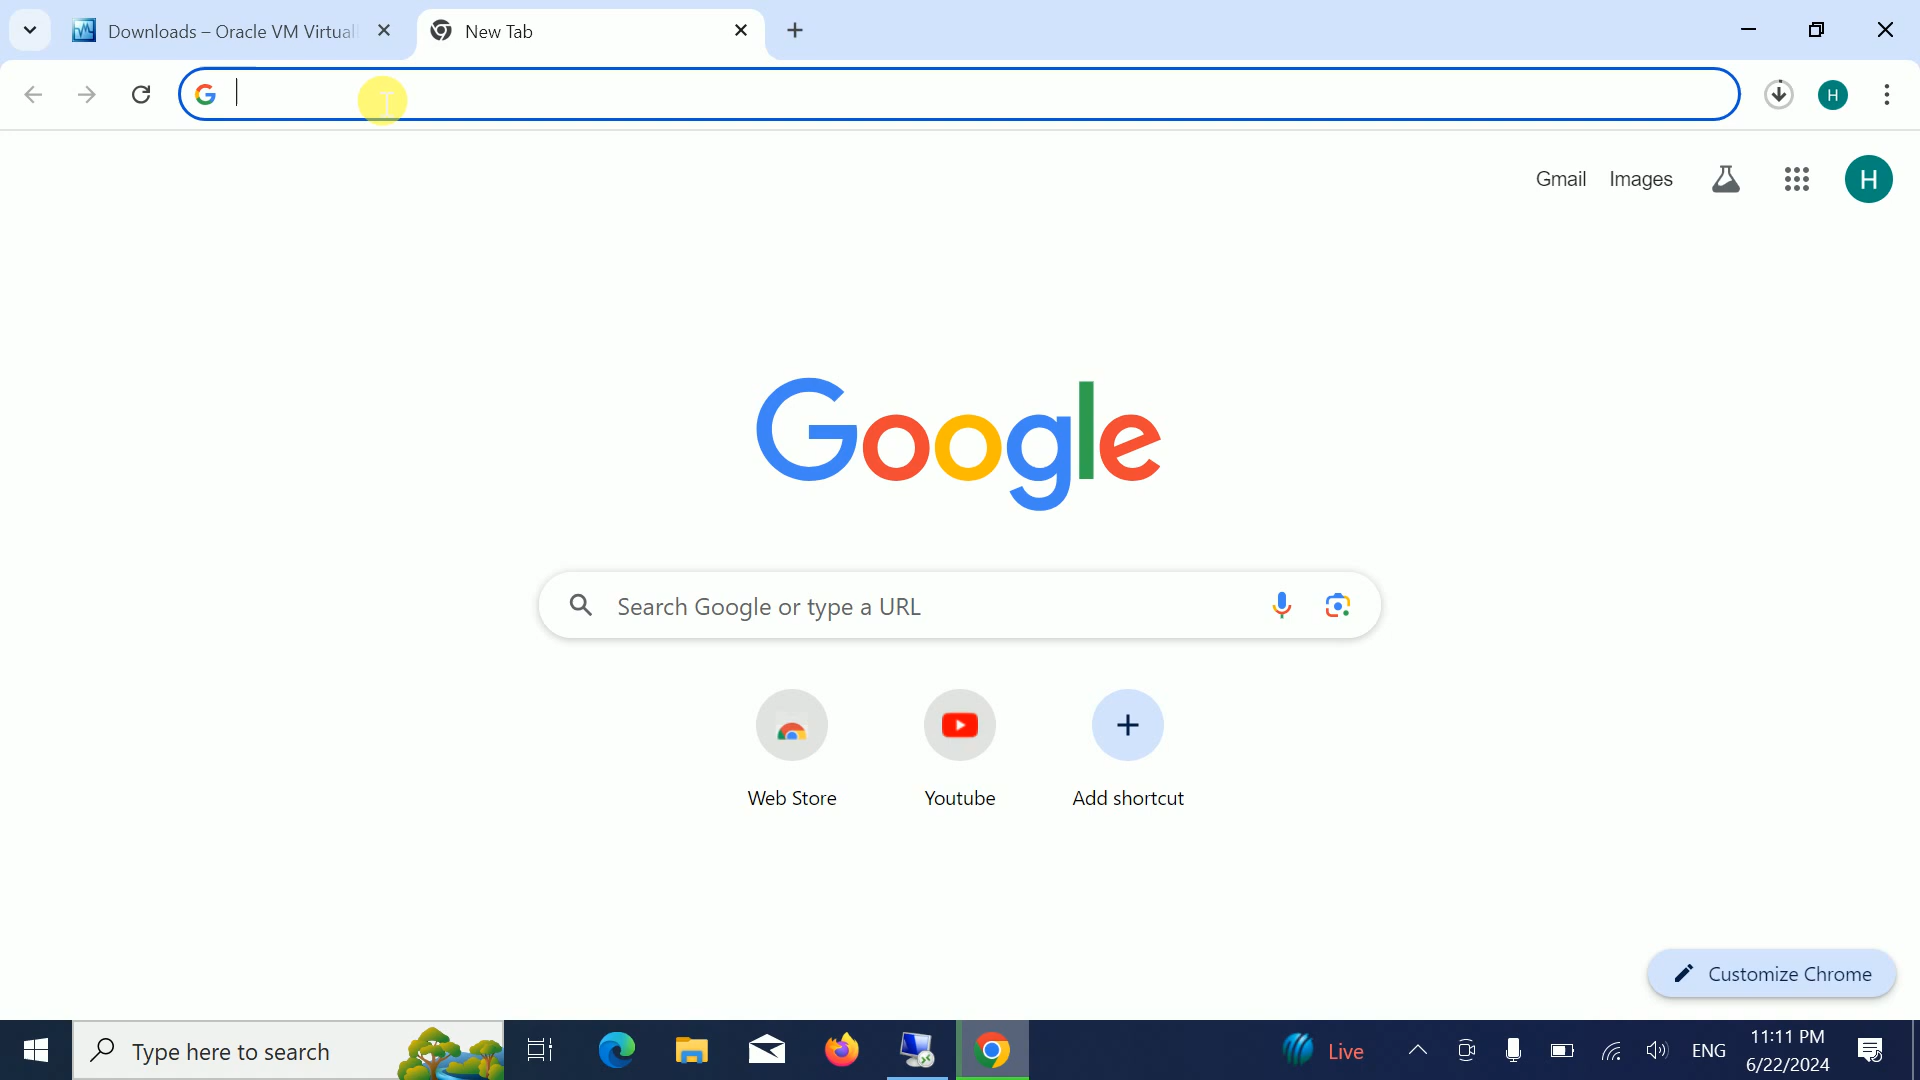 Downloads – Oracle VM Virtual
New Tab
Gmail Images H
H
Google
Search Google or type a URL
Web Store Youtube Add shortcut
Customize Chrome
Type here to search
Live ENG 11:11 PM
6/22/2024